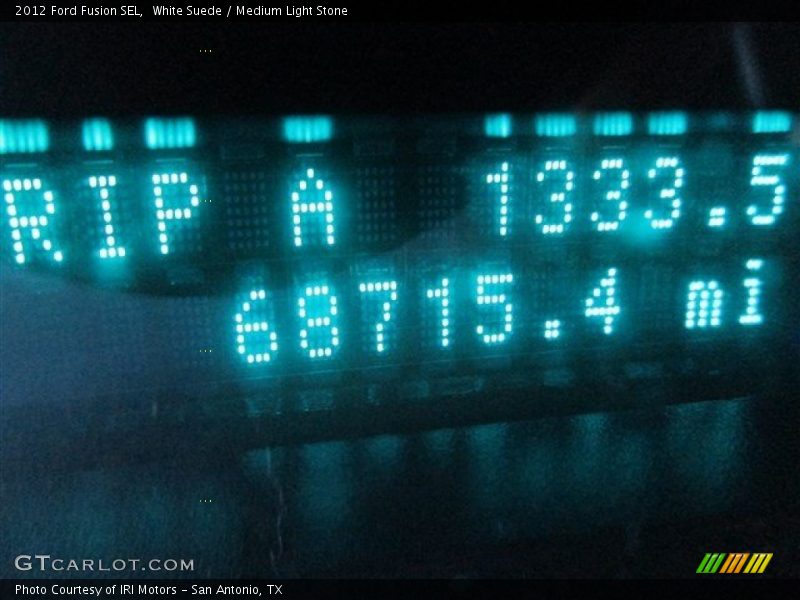 2012 Ford Fusion SEL,  White Suede / Medium Light Stone
RIP A 1333.5
68715.4 mi
GTCARLOT.COM
Photo Courtesy of IRI Motors - San Antonio, TX